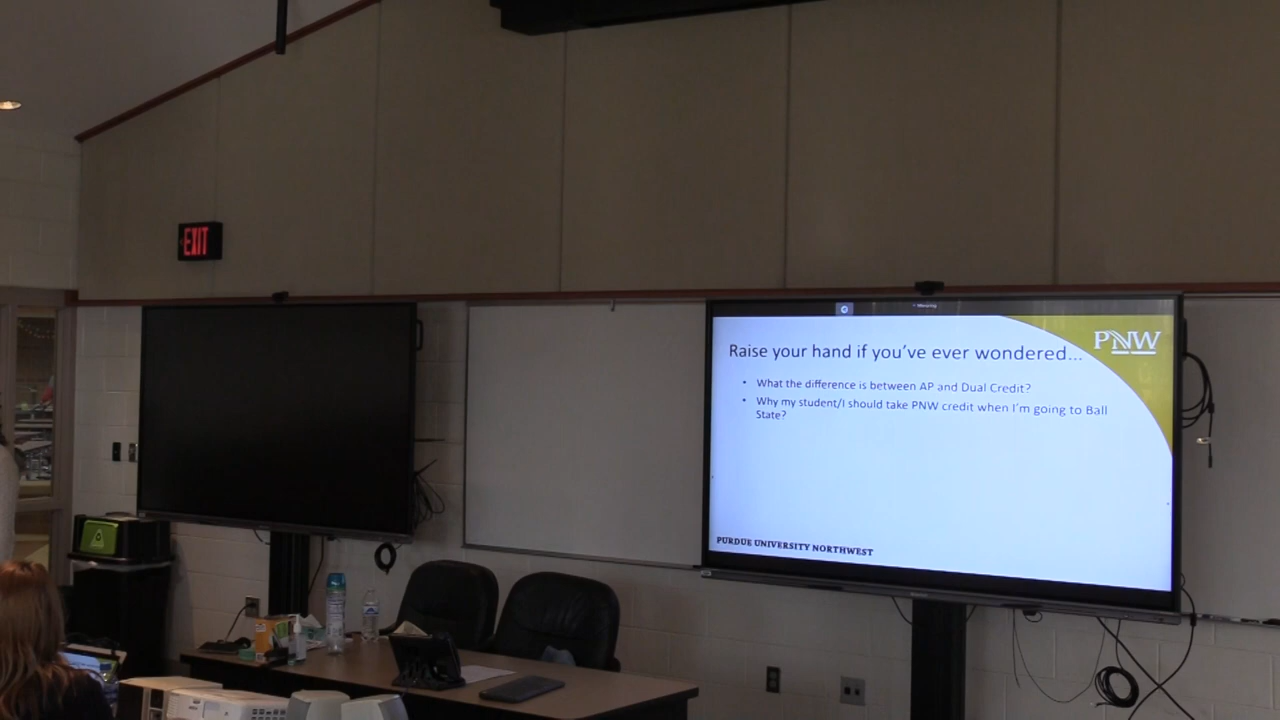 EXIT
PNW
Raise your hand if you've ever wondered...
• What the difference is between AP and Dual Credit?
• Why my student/I should take PNW credit when I'm going to Ball
State?
PURDUE UNIVERSITY NORTHWEST